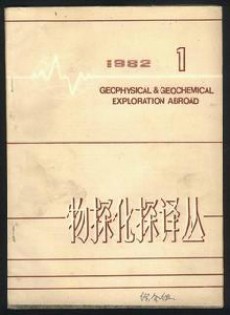 1982 1
GEOPHYSICAL & GEOCHEMICAL
EXPLORATION ABROAD
物探化探译丛